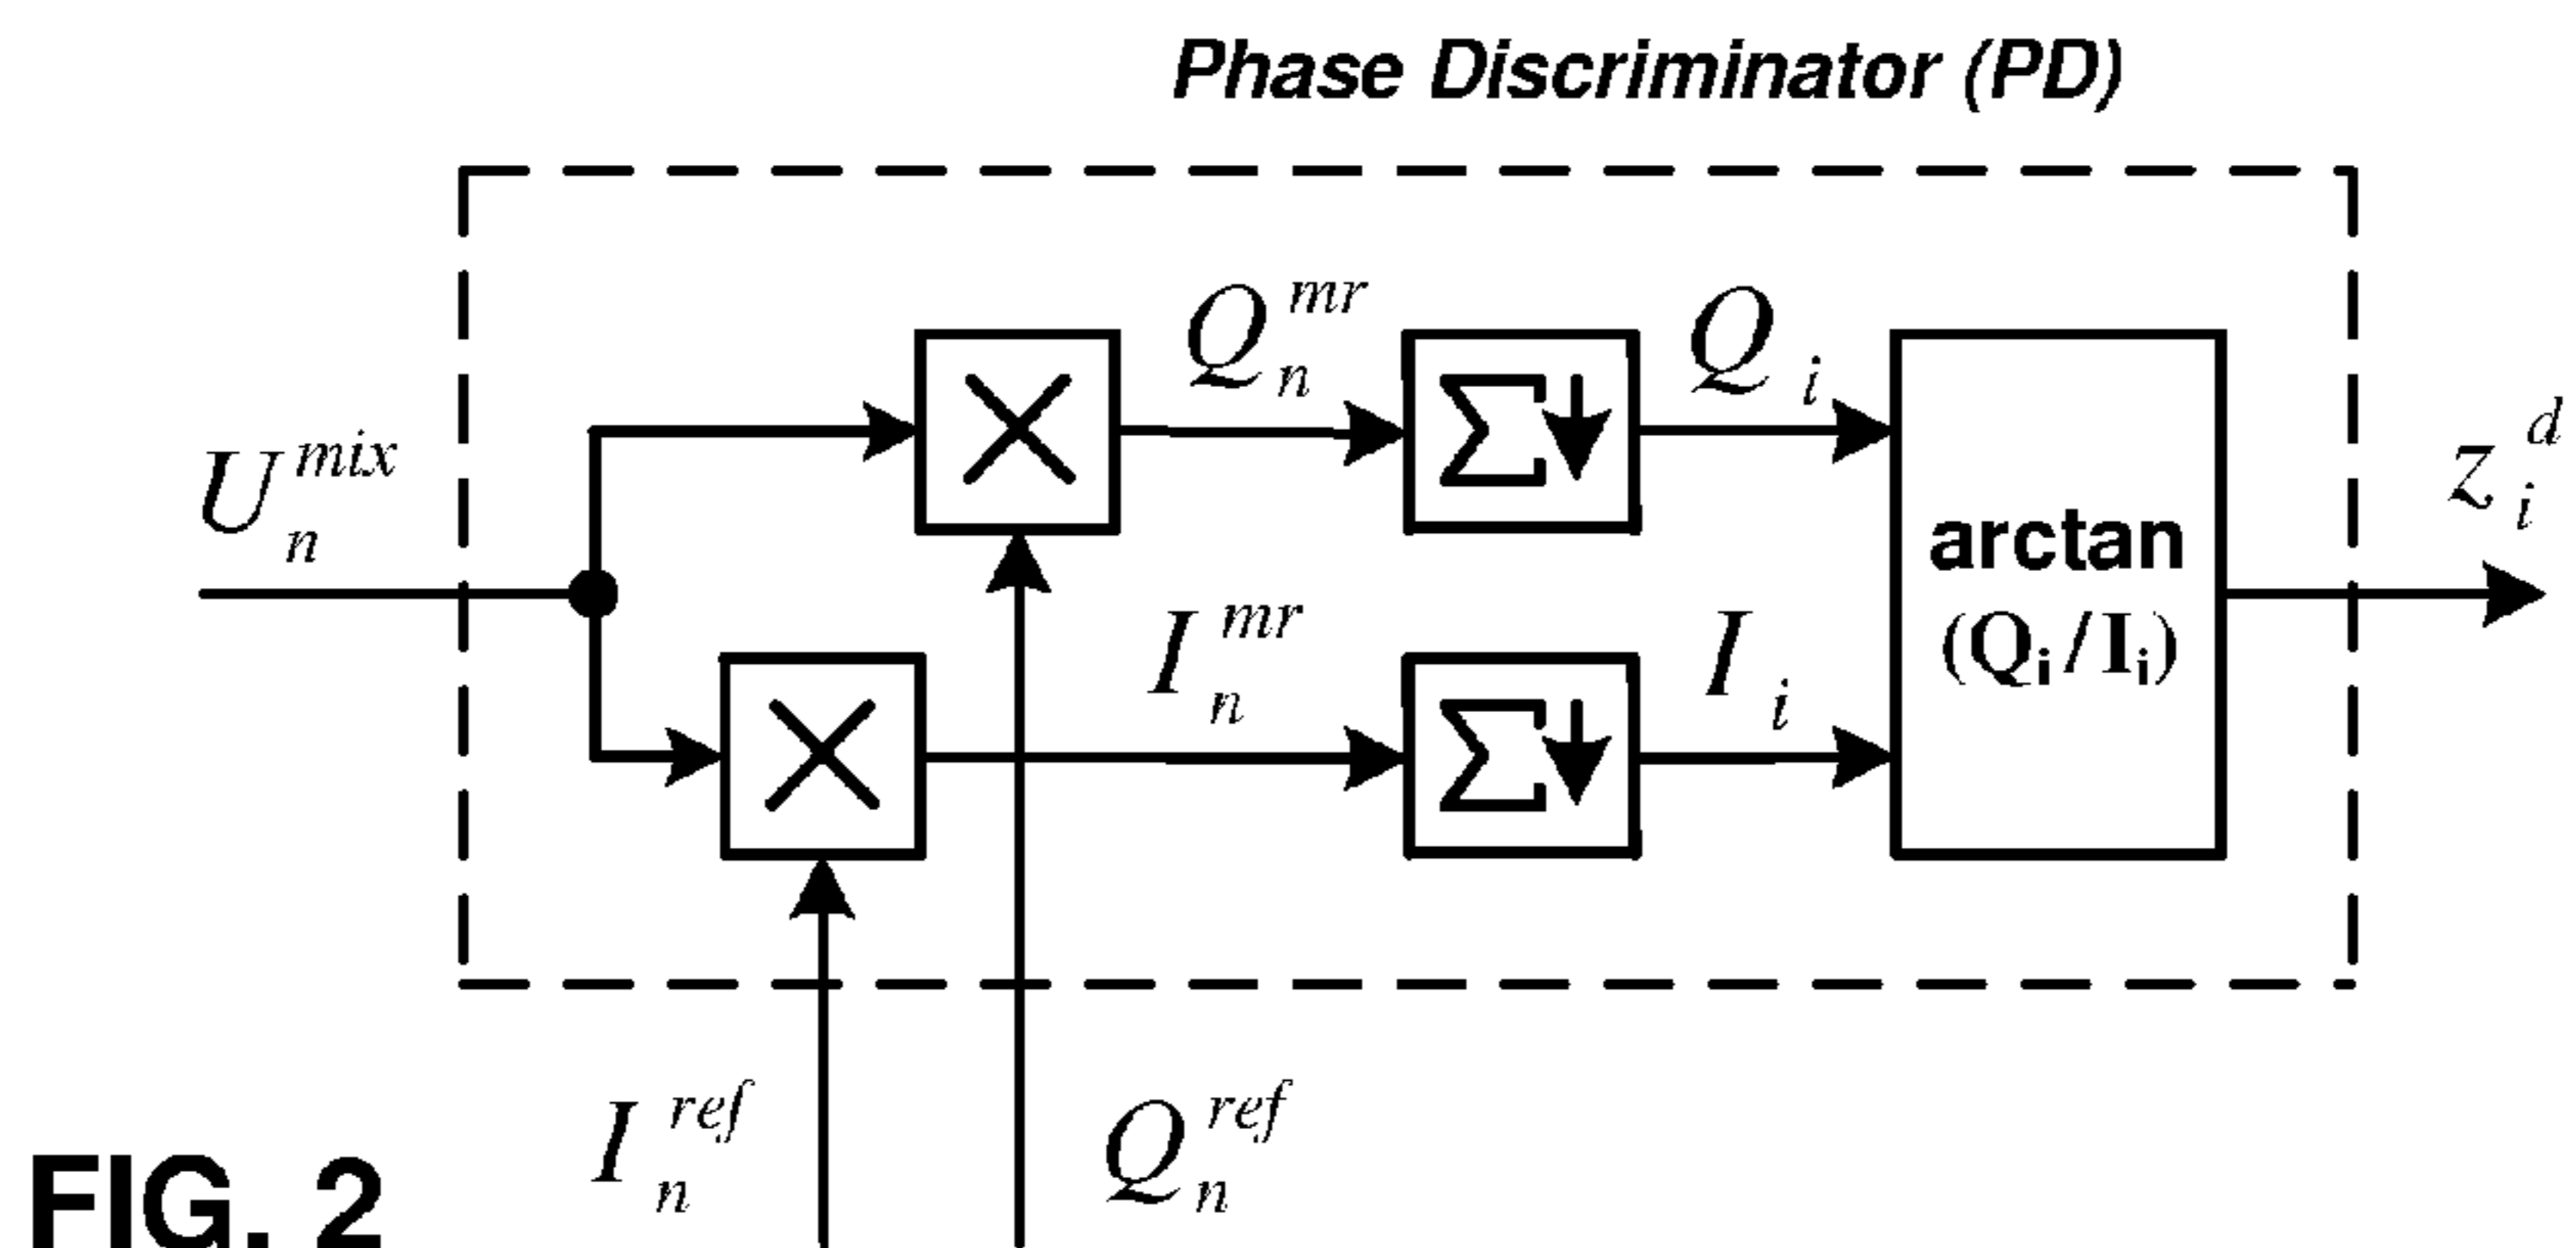 Phase Discriminator (PD)
U_n^{mix}
Q_n^{mr}
Q_i
I_n^{mr}
I_i
arctan
(Q_i/I_i)
z_i^d
I_n^{ref}
Q_n^{ref}
Σ↓
Σ↓
FIG. 2